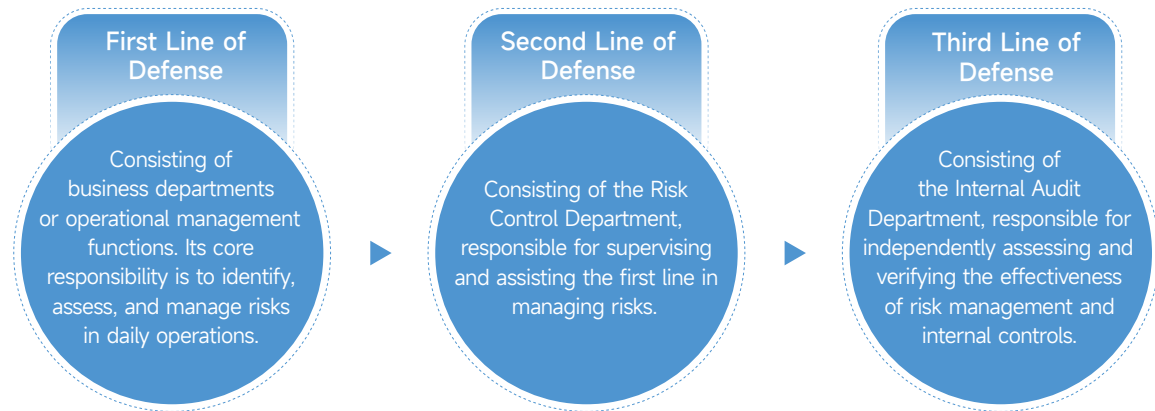 First Line of
Defense
Consisting of
business departments
or operational management
functions. Its core
responsibility is to identify,
assess, and manage risks
in daily operations.
Second Line of
Defense
Consisting of the Risk
Control Department,
responsible for supervising
and assisting the first line in
managing risks.
Third Line of
Defense
Consisting of
the Internal Audit
Department, responsible for
independently assessing and
verifying the effectiveness
of risk management and
internal controls.